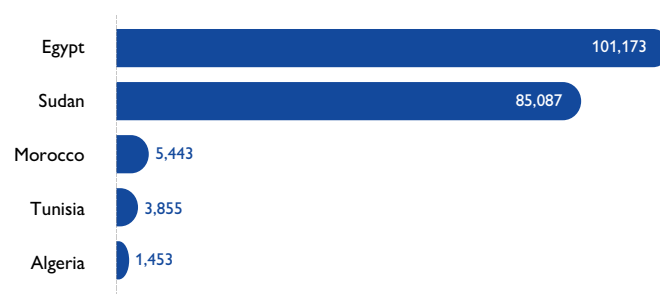 Egypt 101,173
Sudan 85,087
Morocco 5,443
Tunisia 3,855
Algeria 1,453